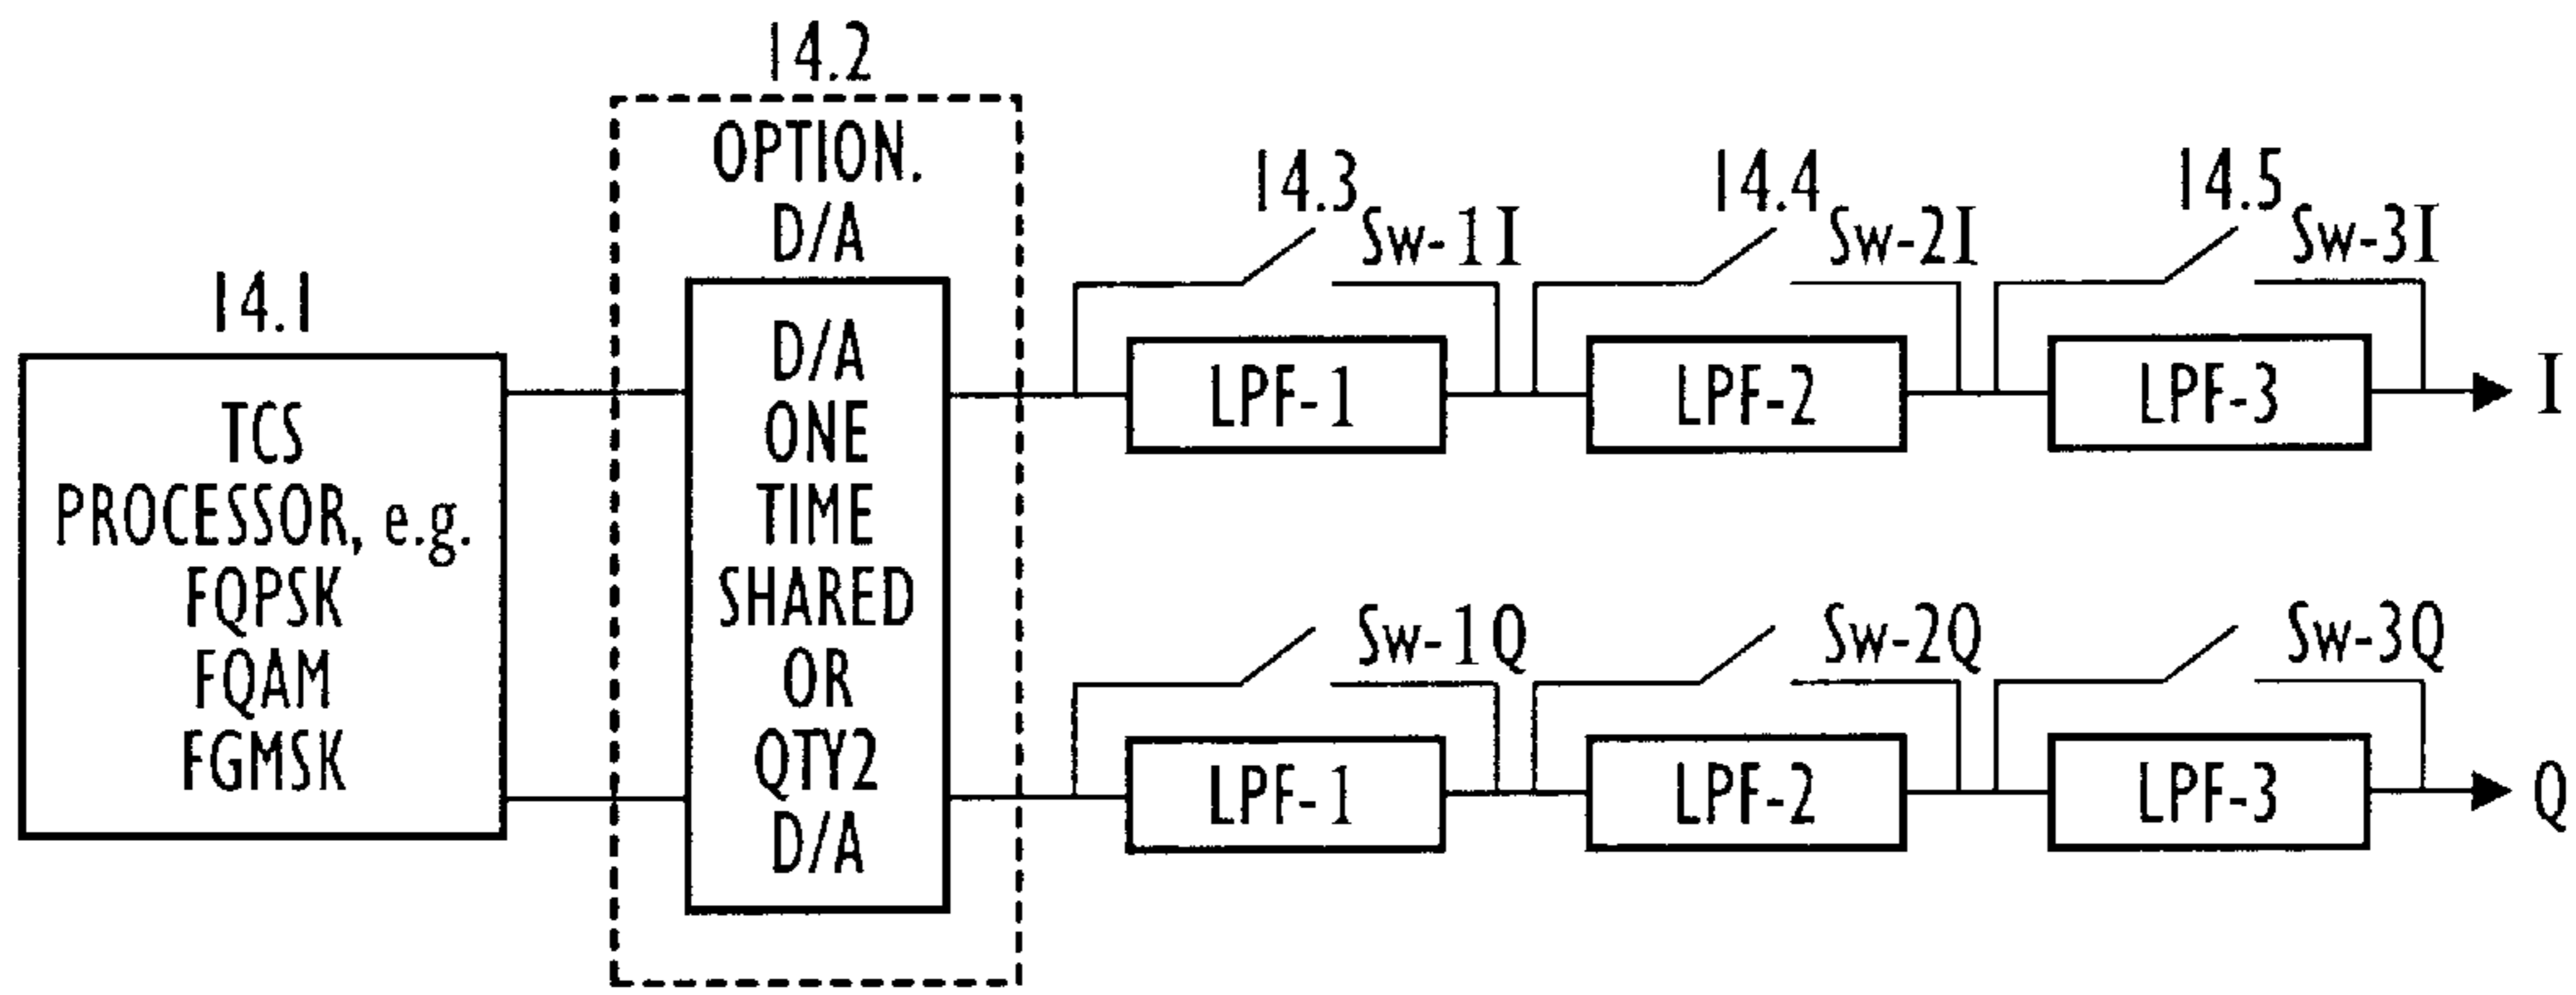 14.1
TCS
PROCESSOR, e.g.
FQPSK
FQAM
FGMSK
14.2
OPTION.
D/A
D/A
ONE
TIME
SHARED
OR
QTY2
D/A
14.3 Sw-1I
14.4 Sw-2I
14.5 Sw-3I
LPF-1
LPF-2
LPF-3
I
Sw-1Q
Sw-2Q
Sw-3Q
LPF-1
LPF-2
LPF-3
Q